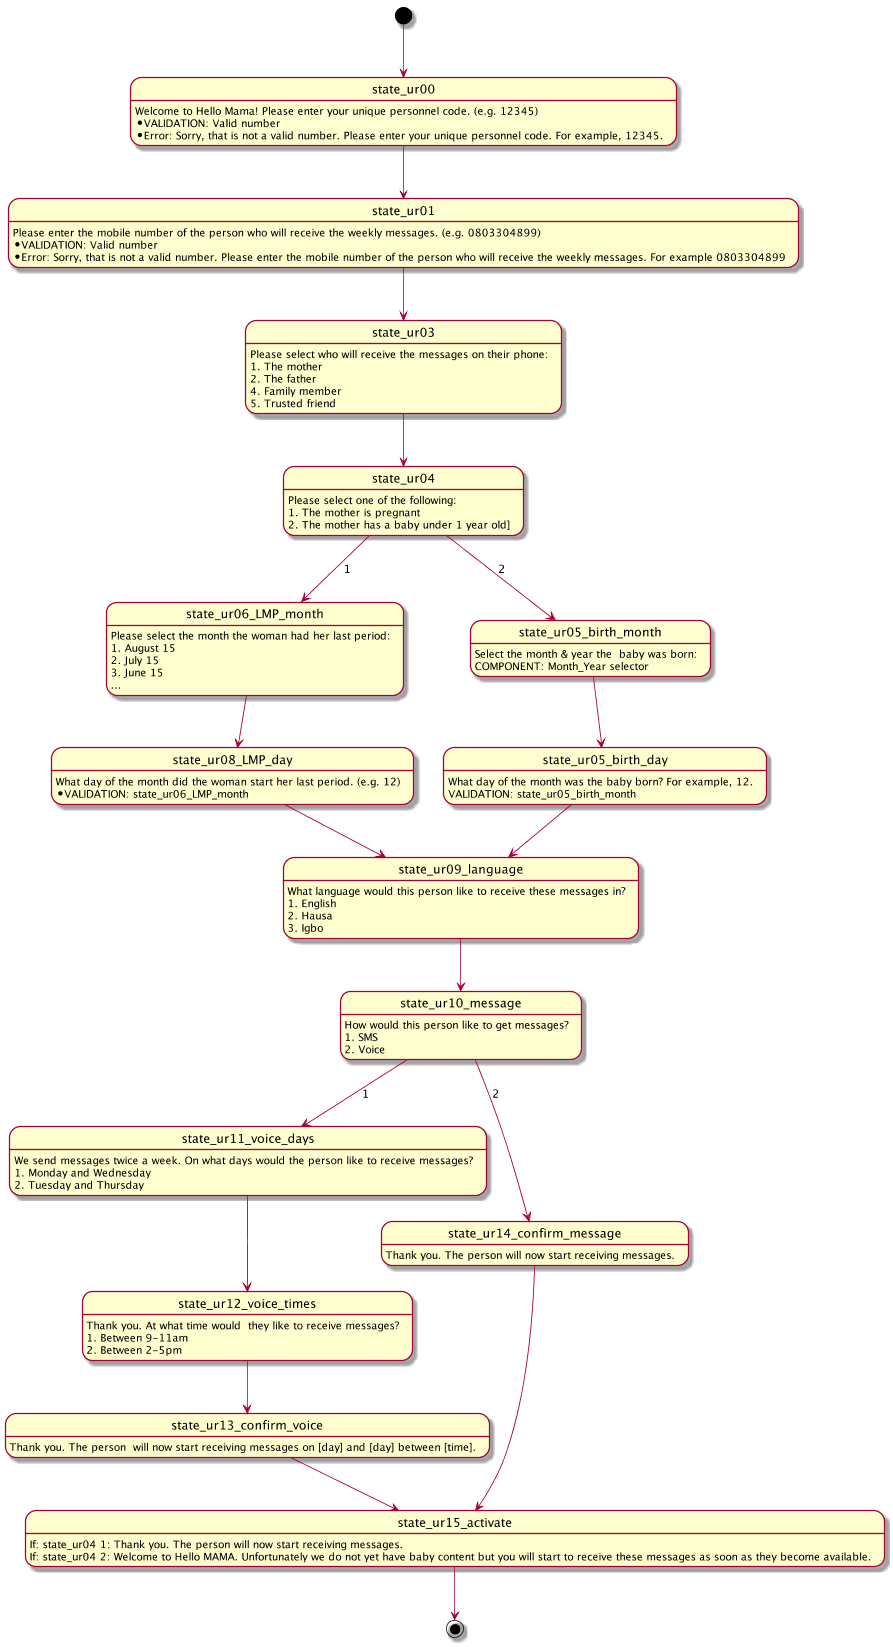 state_ur00
Welcome to Hello Mama! Please enter your unique personnel code. (e.g. 12345)
•VALIDATION: Valid number
•Error: Sorry, that is not a valid number. Please enter your unique personnel code. For example, 12345.
state_ur01
Please enter the mobile number of the person who will receive the weekly messages. (e.g. 0803304899)
•VALIDATION: Valid number
•Error: Sorry, that is not a valid number. Please enter the mobile number of the person who will receive the weekly messages. For example 0803304899
state_ur03
Please select who will receive the messages on their phone:
1. The mother
2. The father
4. Family member
5. Trusted friend
state_ur04
Please select one of the following:
1. The mother is pregnant
2. The mother has a baby under 1 year old]
1
2
state_ur06_LMP_month
Please select the month the woman had her last period:
1. August 15
2. July 15
3. June 15
...
state_ur05_birth_month
Select the month & year the  baby was born:
COMPONENT: Month_Year selector
state_ur08_LMP_day
What day of the month did the woman start her last period. (e.g. 12)
•VALIDATION: state_ur06_LMP_month
state_ur05_birth_day
What day of the month was the baby born? For example, 12.
VALIDATION: state_ur05_birth_month
state_ur09_language
What language would this person like to receive these messages in?
1. English
2. Hausa
3. Igbo
state_ur10_message
How would this person like to get messages?
1. SMS
2. Voice
1
2
state_ur11_voice_days
We send messages twice a week. On what days would the person like to receive messages?
1. Monday and Wednesday
2. Tuesday and Thursday
state_ur14_confirm_message
Thank you. The person will now start receiving messages.
state_ur12_voice_times
Thank you. At what time would  they like to receive messages?
1. Between 9-11am
2. Between 2-5pm
state_ur13_confirm_voice
Thank you. The person  will now start receiving messages on [day] and [day] between [time].
state_ur15_activate
If: state_ur04 1: Thank you. The person will now start receiving messages.
If: state_ur04 2: Welcome to Hello MAMA. Unfortunately we do not yet have baby content but you will start to receive these messages as soon as they become available.